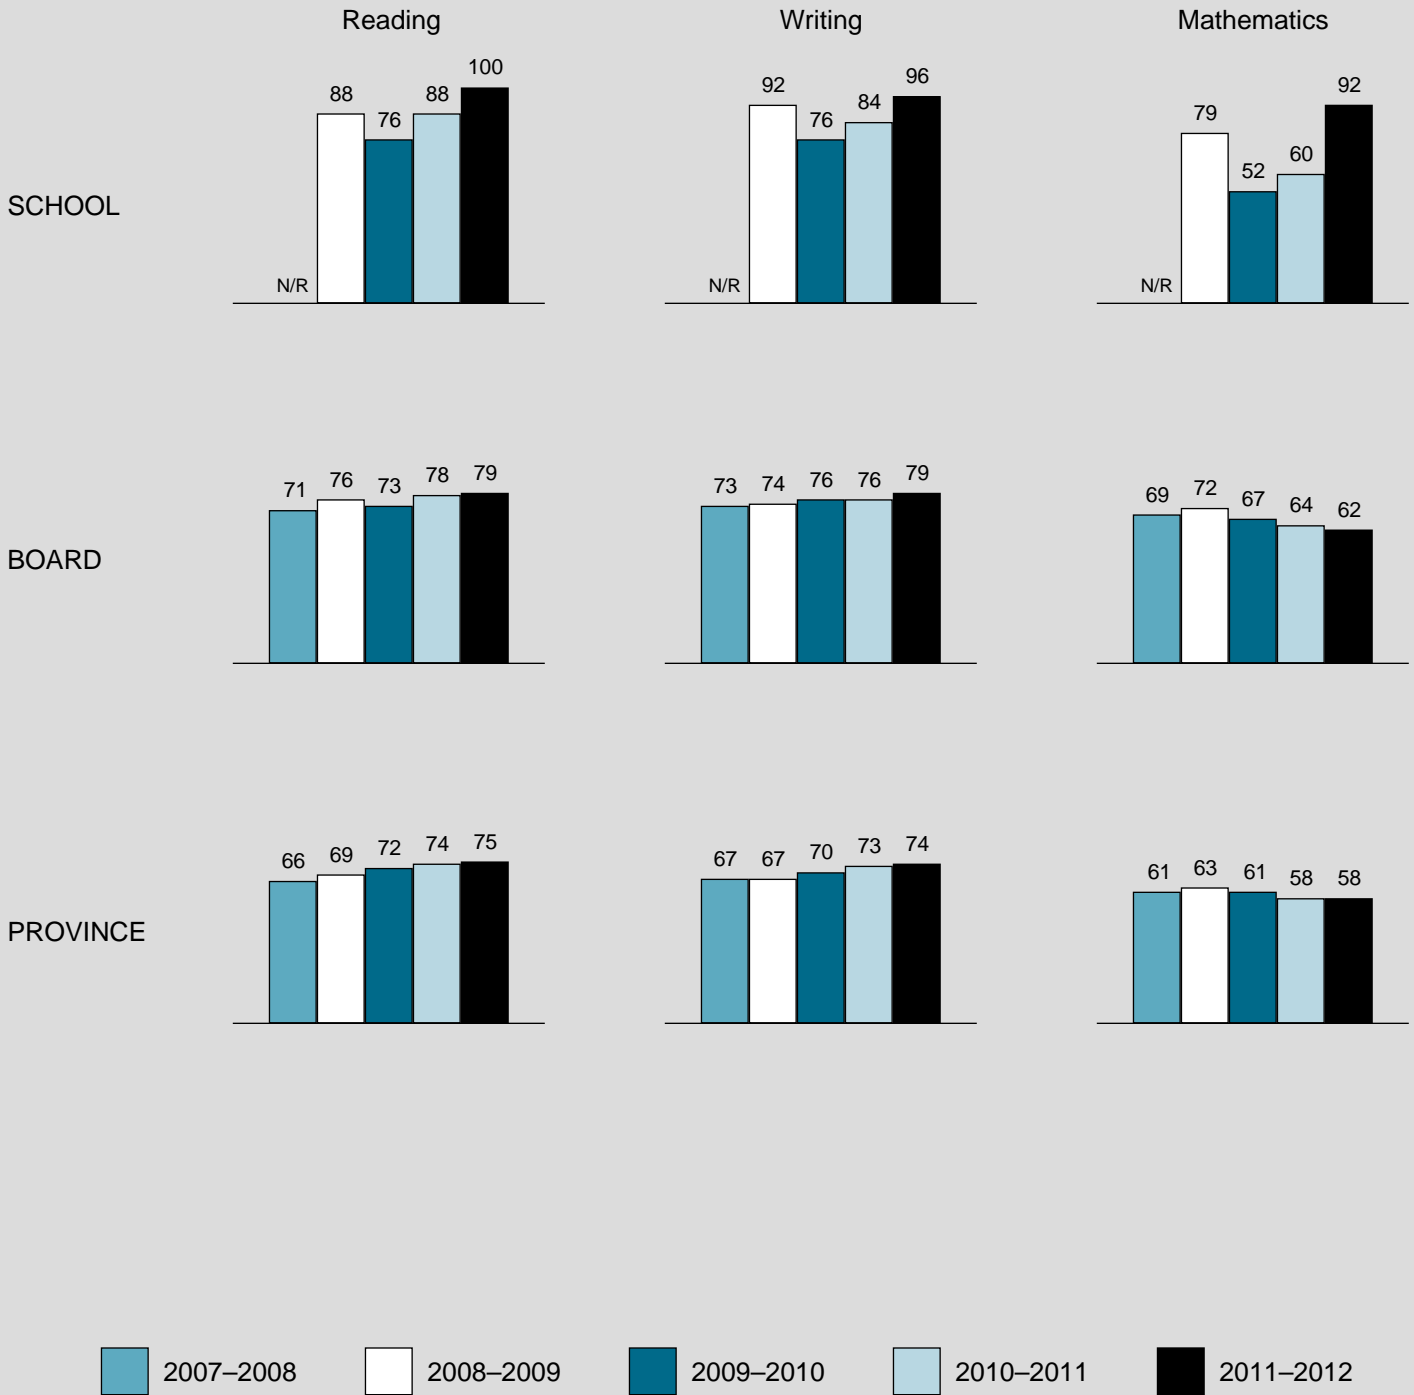 Reading Writing Mathematics
SCHOOL
N/R 88 76 88 100
N/R 92 76 84 96
N/R 79 52 60 92
BOARD
71 76 73 78 79
73 74 76 76 79
69 72 67 64 62
PROVINCE
66 69 72 74 75
67 67 70 73 74
61 63 61 58 58
2007–2008 2008–2009 2009–2010 2010–2011 2011–2012